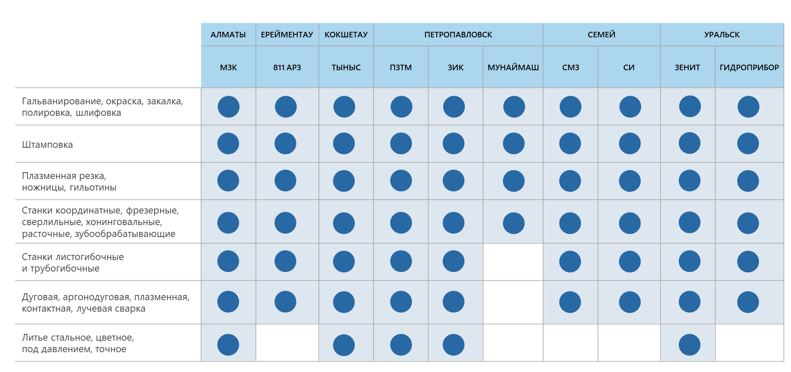 АЛМАТЫ ЕРЕЙМЕНТАУ КОКШЕТАУ ПЕТРОПАВЛОВСК СЕМЕЙ УРАЛЬСК
МЗК 811 АРЗ ТЫНЫС ПЗТМ ЗИК МУНАЙМАШ СМЗ СИ ЗЕНИТ ГИДРОПРИБОР
Гальванирование, окраска, закалка,
полировка, шлифовка
Штамповка
Плазменная резка,
ножницы, гильотины
Станки координатные, фрезерные,
сверлильные, хонинговальные,
расточные, зубообрабатывающие
Станки листогибочные
и трубогибочные
Дуговая, аргонодуговая, плазменная,
контактная, лучевая сварка
Литье стальное, цветное,
под давлением, точное